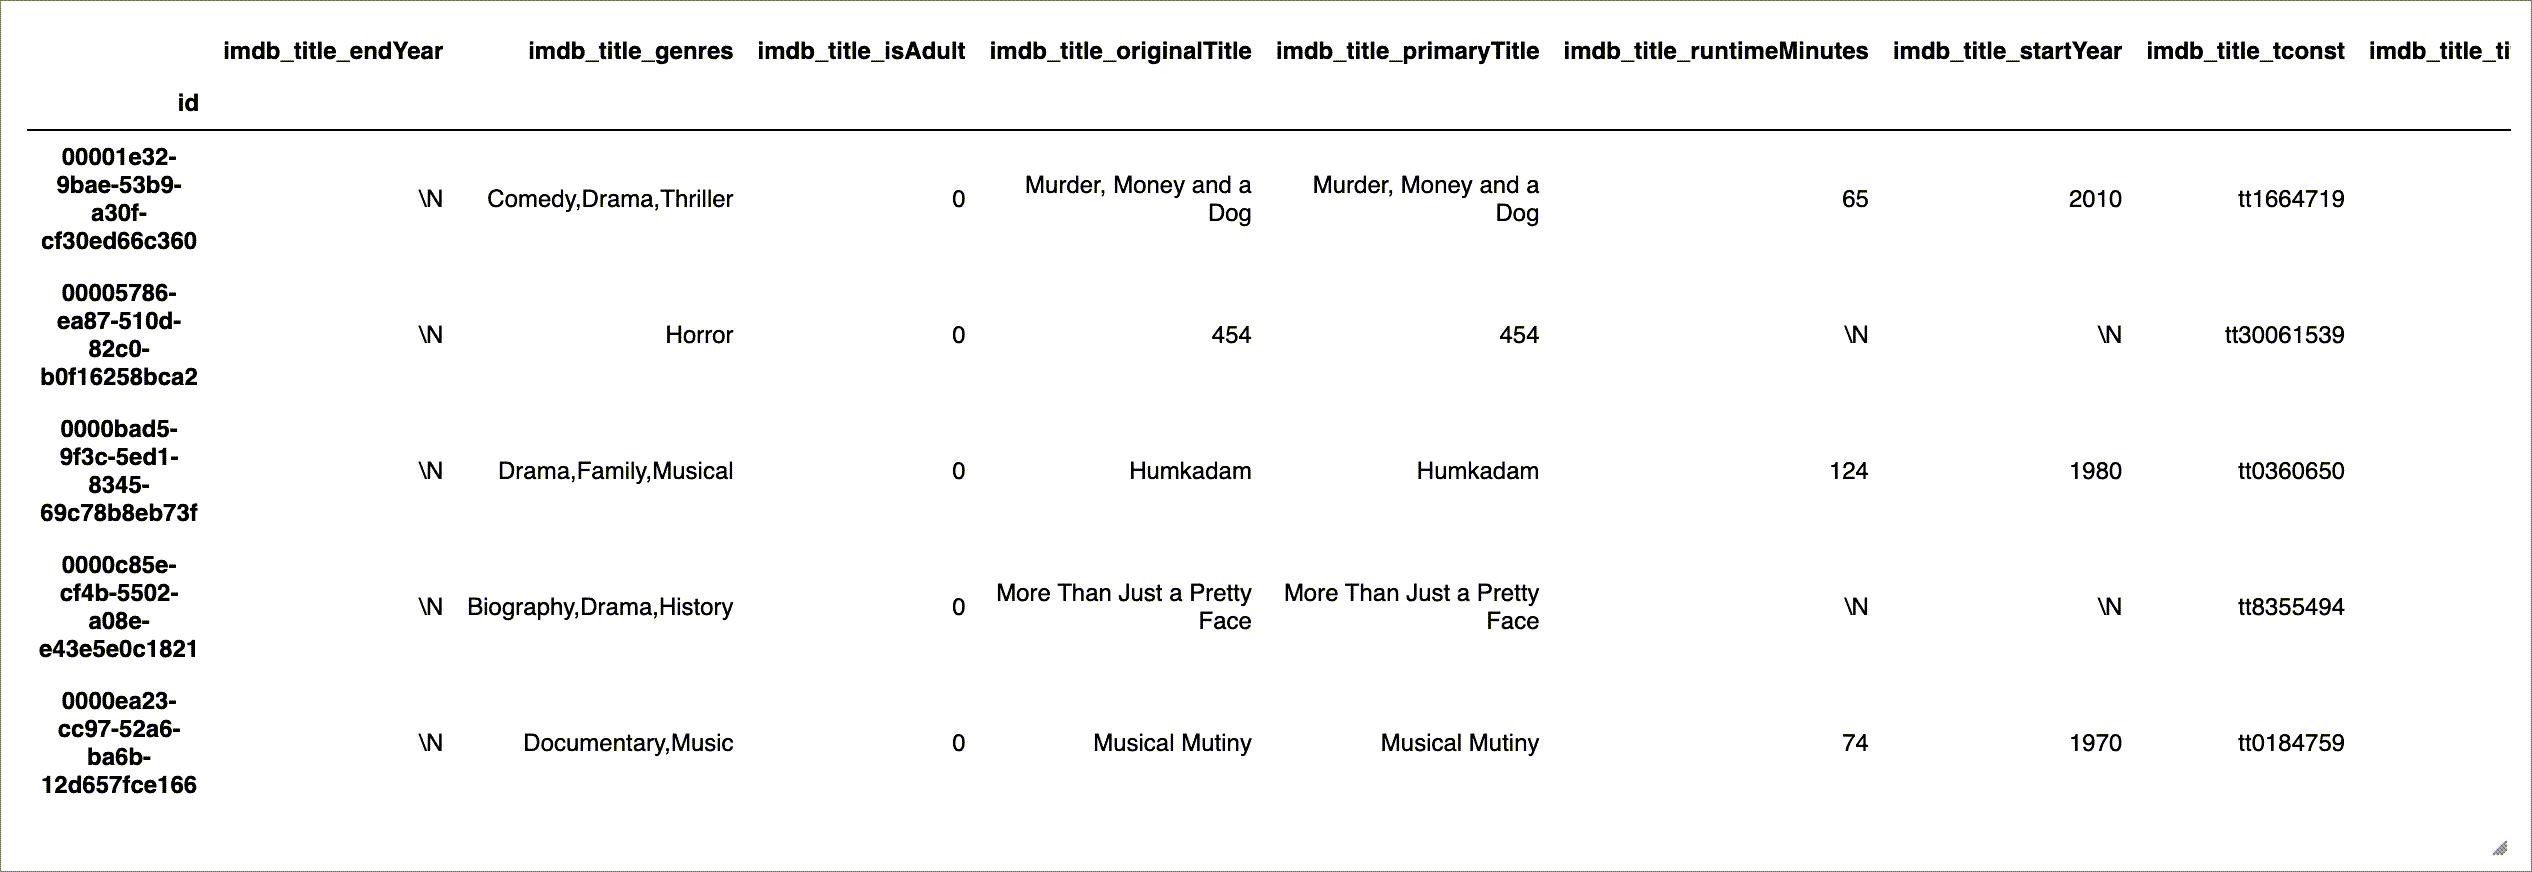 imdb_title_endYear imdb_title_genres imdb_title_isAdult imdb_title_originalTitle imdb_title_primaryTitle imdb_title_runtimeMinutes imdb_title_startYear imdb_title_tconst imdb_title_ti
id
00001e32-
9bae-53b9-
a30f-
cf30ed66c360
\N Comedy,Drama,Thriller 0
Murder, Money and a
Dog
Murder, Money and a
Dog
65 2010 tt1664719
00005786-
ea87-510d-
82c0-
b0f16258bca2
\N Horror 0 454 454 \N \N tt30061539
0000bad5-
9f3c-5ed1-
8345-
69c78b8eb73f
\N Drama,Family,Musical 0 Humkadam Humkadam 124 1980 tt0360650
0000c85e-
cf4b-5502-
a08e-
e43e5e0c1821
\N Biography,Drama,History 0
More Than Just a Pretty
Face
More Than Just a Pretty
Face
\N \N tt8355494
0000ea23-
cc97-52a6-
ba6b-
12d657fce166
\N Documentary,Music 0 Musical Mutiny Musical Mutiny 74 1970 tt0184759